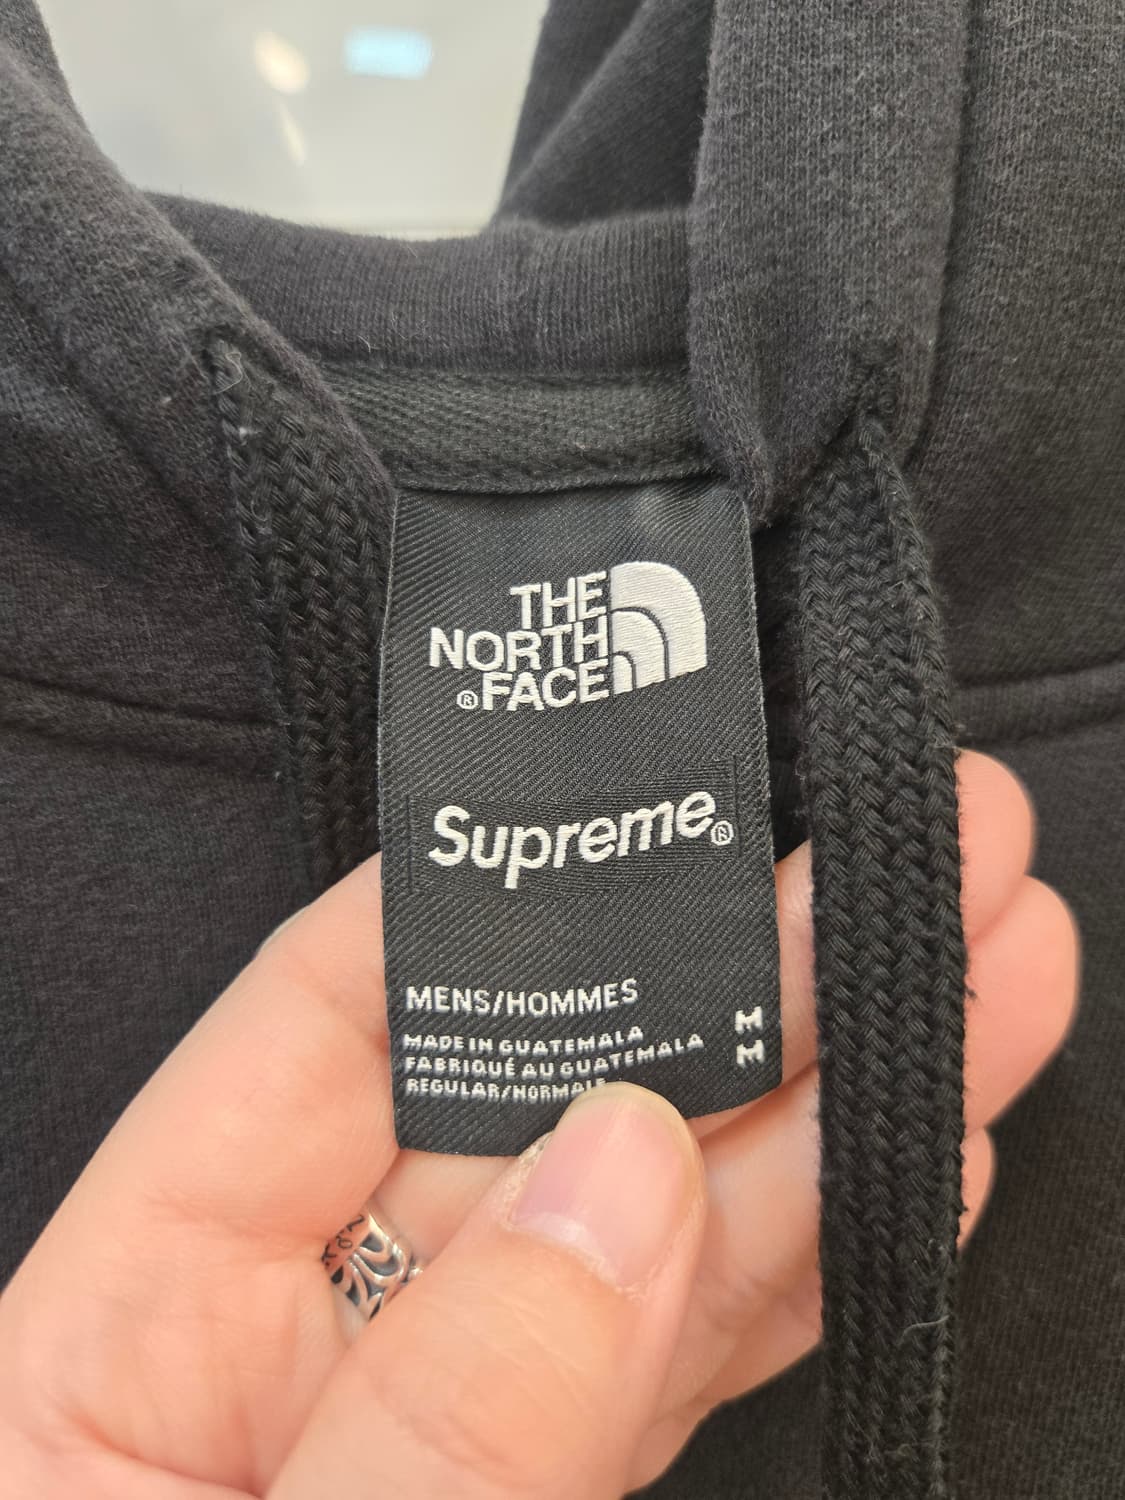 THE
NORTH
®FACE
Supreme®
MENS/HOMMES
MADE IN GUATEMALA
FABRIQUÉ AU GUATEMALA
REGULAR/NORMALE
M
M